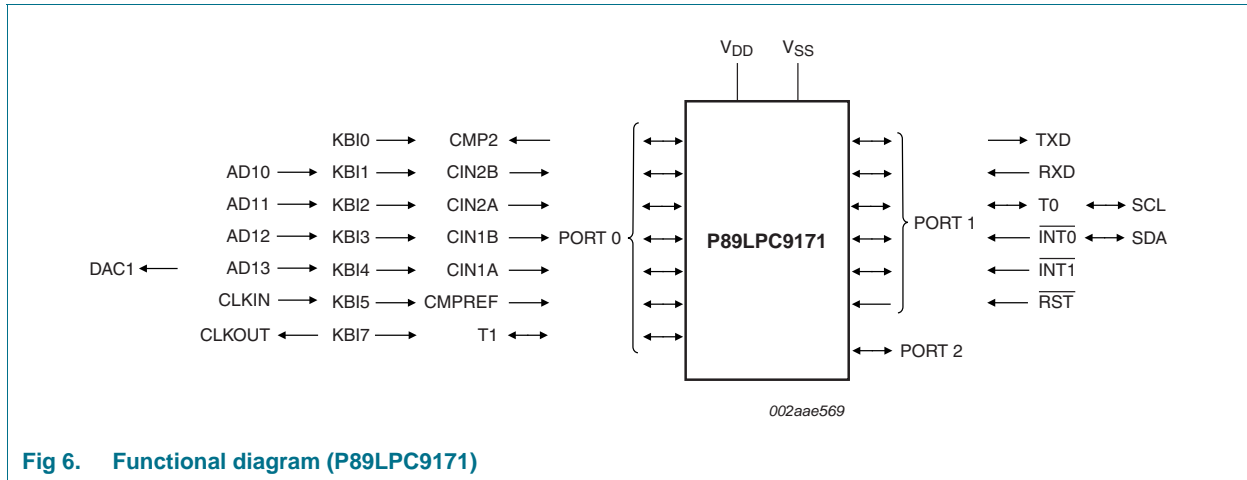 VDD VSS
KBI0 CMP2 TXD
AD10 KBI1 CIN2B RXD
AD11 KBI2 CIN2A T0 SCL
PORT 1
AD12 KBI3 CIN1B PORT 0 P89LPC9171 INT0 SDA
DAC1 AD13 KBI4 CIN1A INT1
CLKIN KBI5 CMPREF RST
CLKOUT KBI7 T1
PORT 2
002aae569
Fig 6. Functional diagram (P89LPC9171)